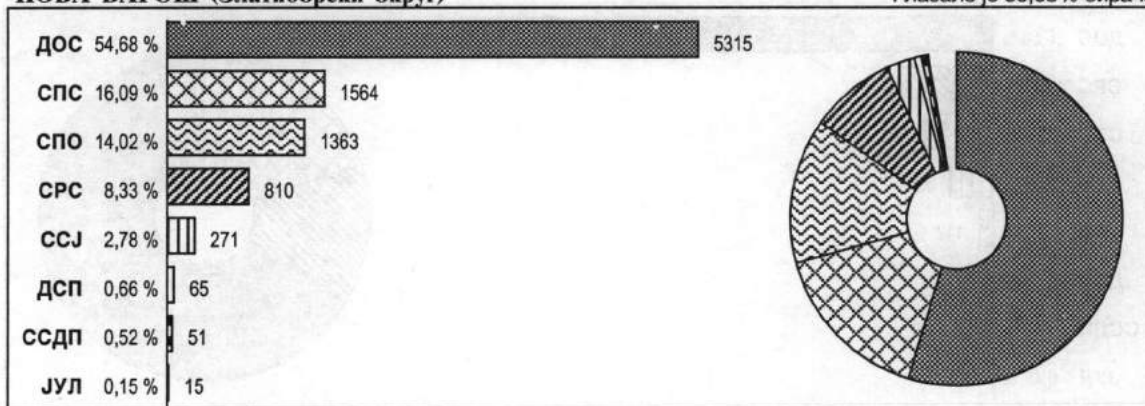 ДОС 54,68 % 5315
СПС 16,09 % 1564
СПО 14,02 % 1363
СРС 8,33 % 810
ССЈ 2,78 % 271
ДСП 0,66 % 65
ССДП 0,52 % 51
ЈУЛ 0,15 % 15